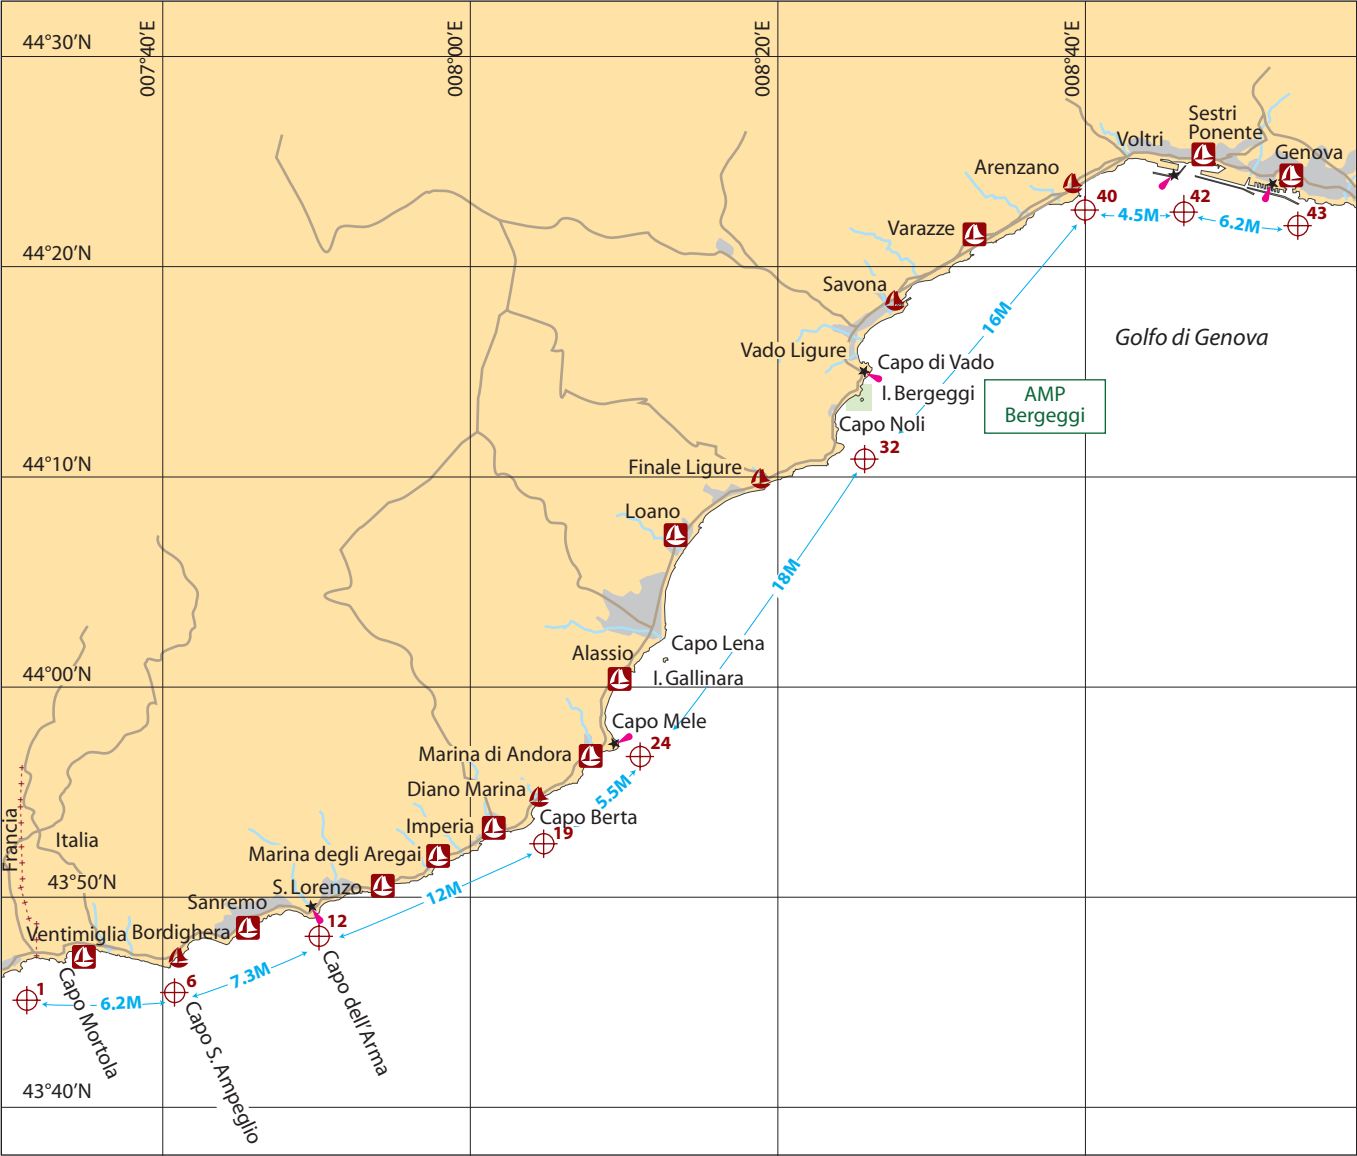 007°40'E
008°00'E
008°20'E
008°40'E
44°30'N
Sestri
Ponente
Voltri
Genova
Arenzano
40
4.5M
42
6.2M
43
Varazze
44°20'N
Savona
16M
Golfo di Genova
Vado Ligure
Capo di Vado
I. Bergeggi
AMP
Bergeggi
Capo Noli
32
44°10'N
Finale Ligure
Loano
18M
Capo Lena
Alassio
44°00'N
I. Gallinara
Capo Mele
24
Marina di Andora
5.5M
Diano Marina
Capo Berta
19
Imperia
Francia
Italia
Marina degli Aregai
43°50'N
S. Lorenzo
12M
Sanremo
12
Ventimiglia
Bordighera
7.3M
Capo dell'Arma
1
6.2M
6
Capo Mortola
Capo S. Ampeglio
43°40'N